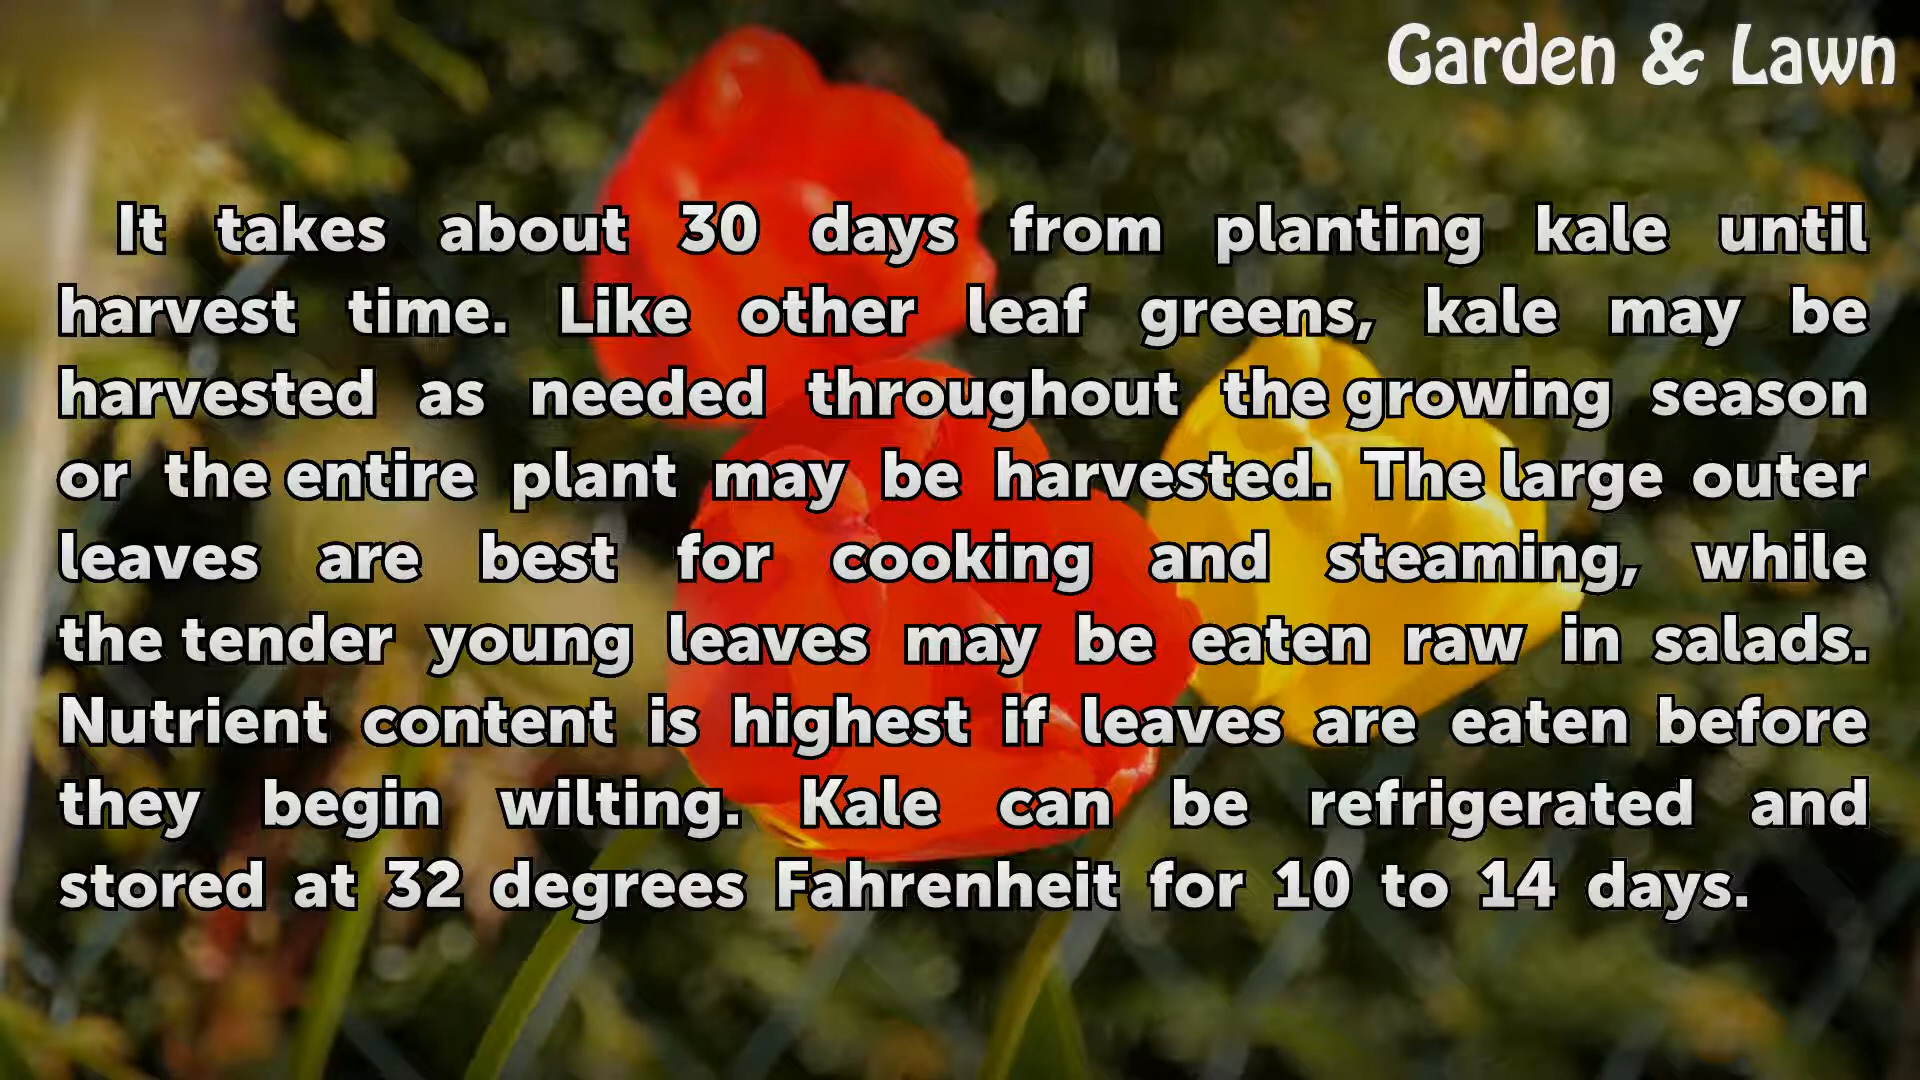 Garden & Lawn
It takes about 30 days from planting kale until
harvest time. Like other leaf greens, kale may be
harvested as needed throughout the growing season
or the entire plant may be harvested. The large outer
leaves are best for cooking and steaming, while
the tender young leaves may be eaten raw in salads.
Nutrient content is highest if leaves are eaten before
they begin wilting. Kale can be refrigerated and
stored at 32 degrees Fahrenheit for 10 to 14 days.